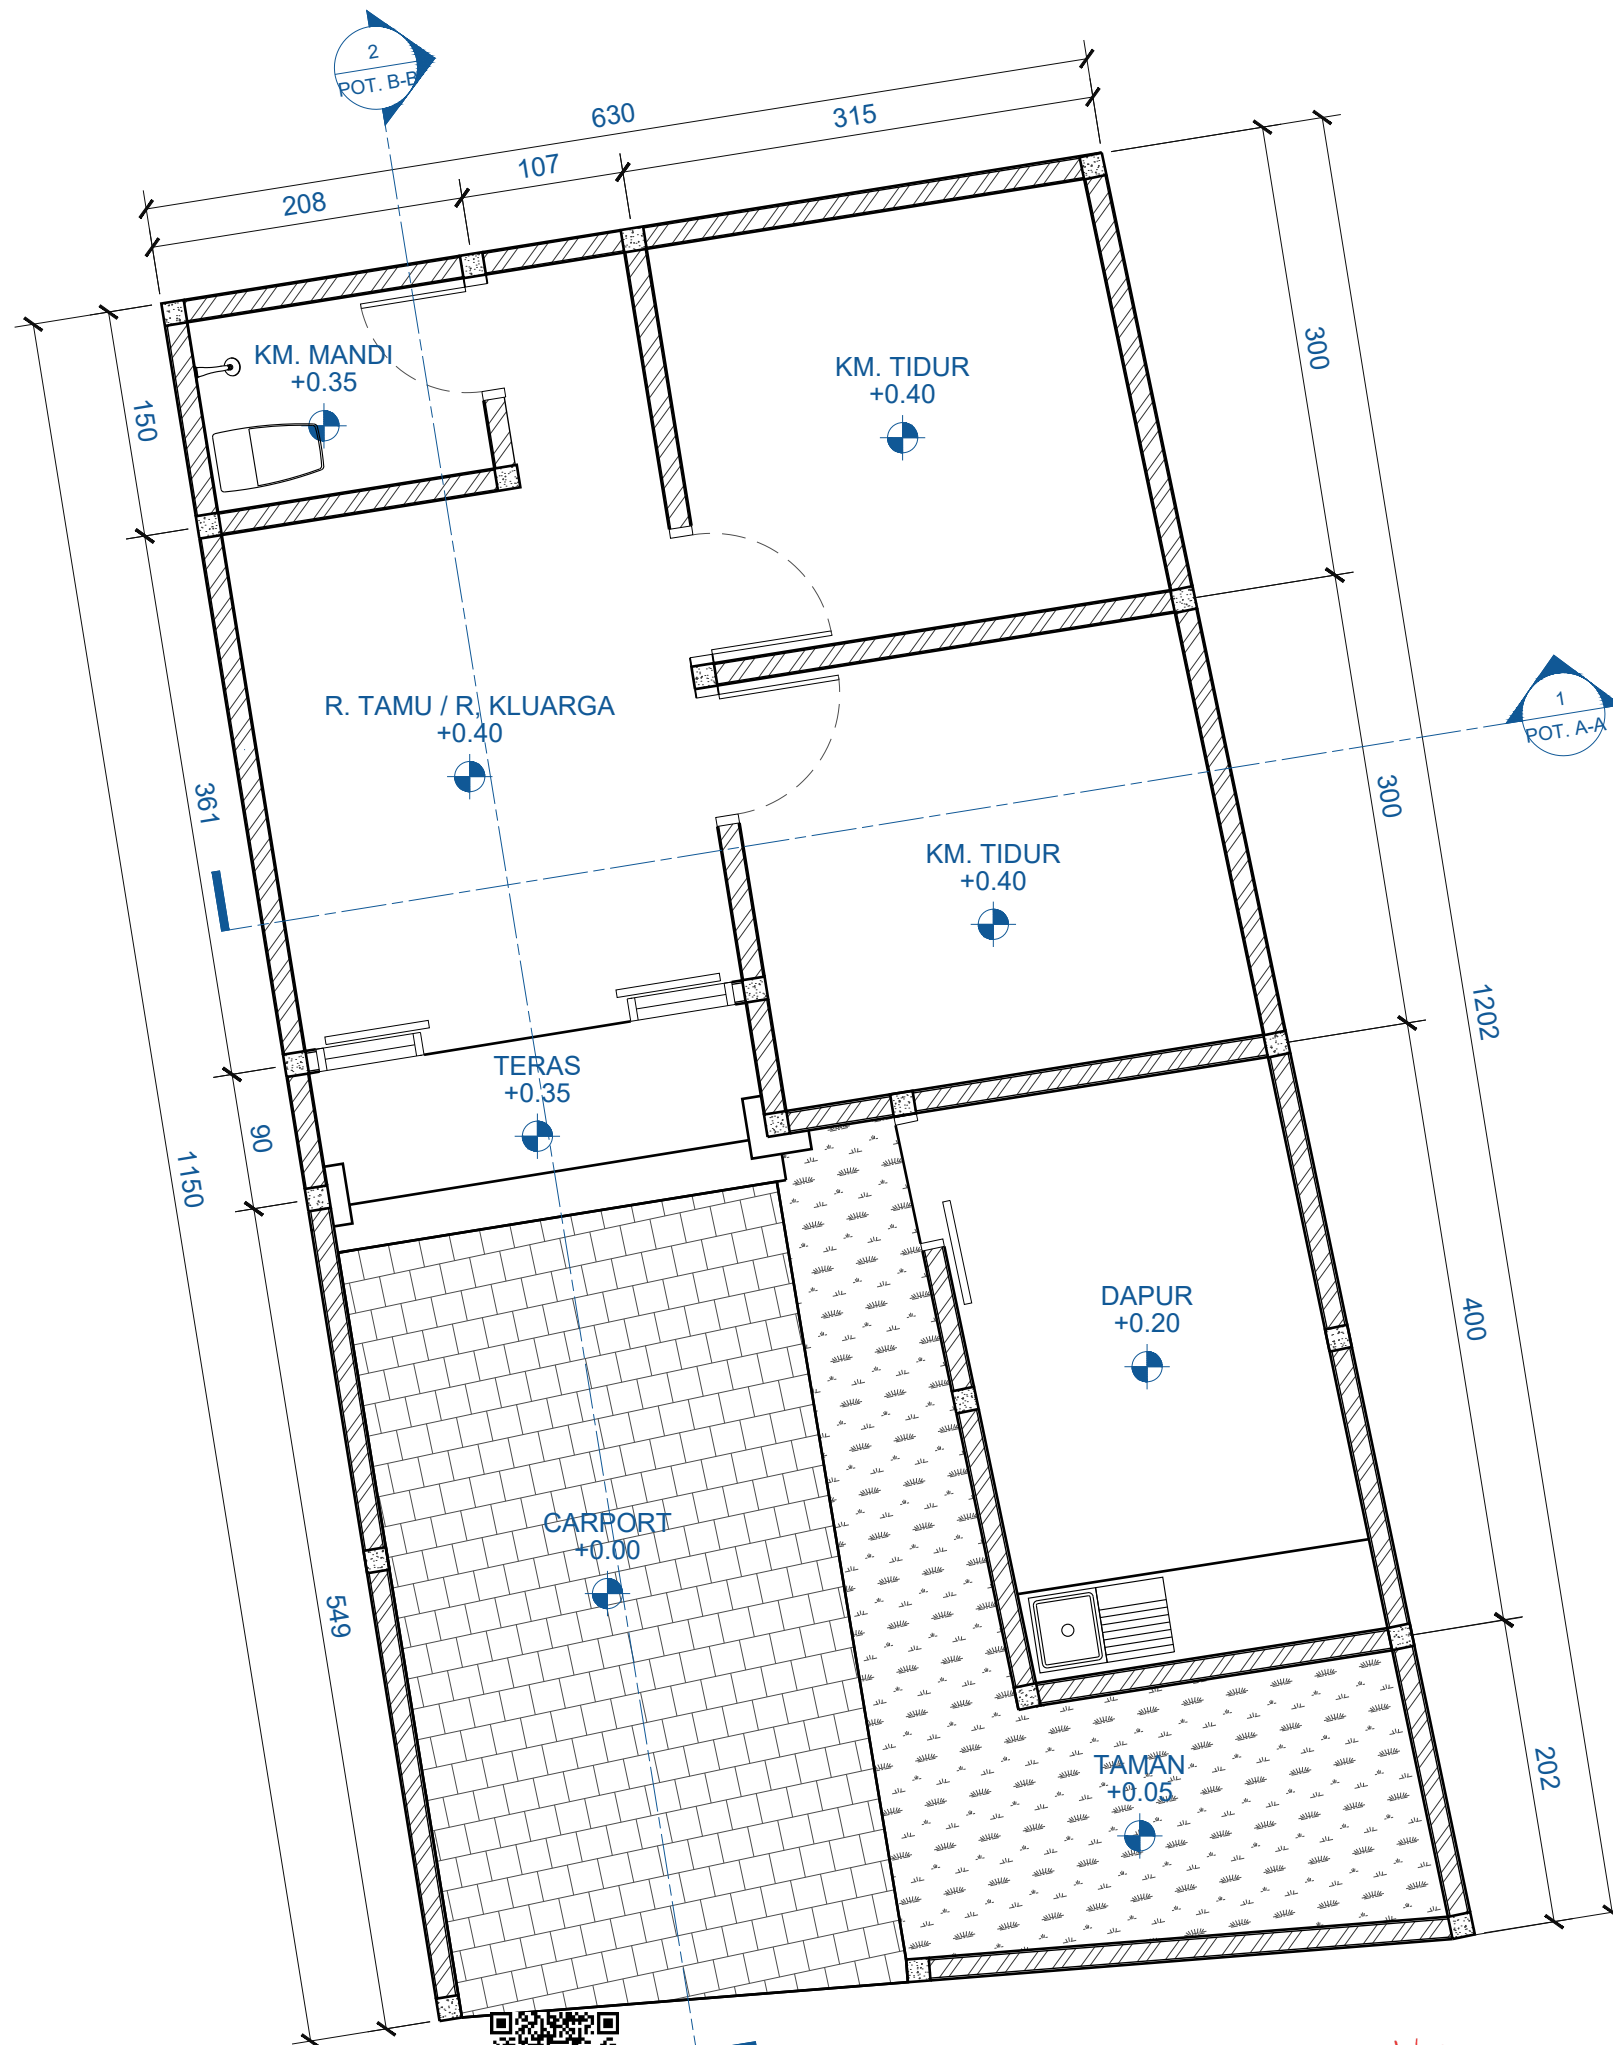 2
POT. B-B
630
315
107
208
300
KM. MANDI
+0.35
KM. TIDUR
+0.40
150
R. TAMU / R, KLUARGA
+0.40
1
POT. A-A
361
300
KM. TIDUR
+0.40
1202
TERAS
+0.35
90
1150
DAPUR
+0.20
400
CARPORT
+0.00
549
TAMAN
+0.05
202